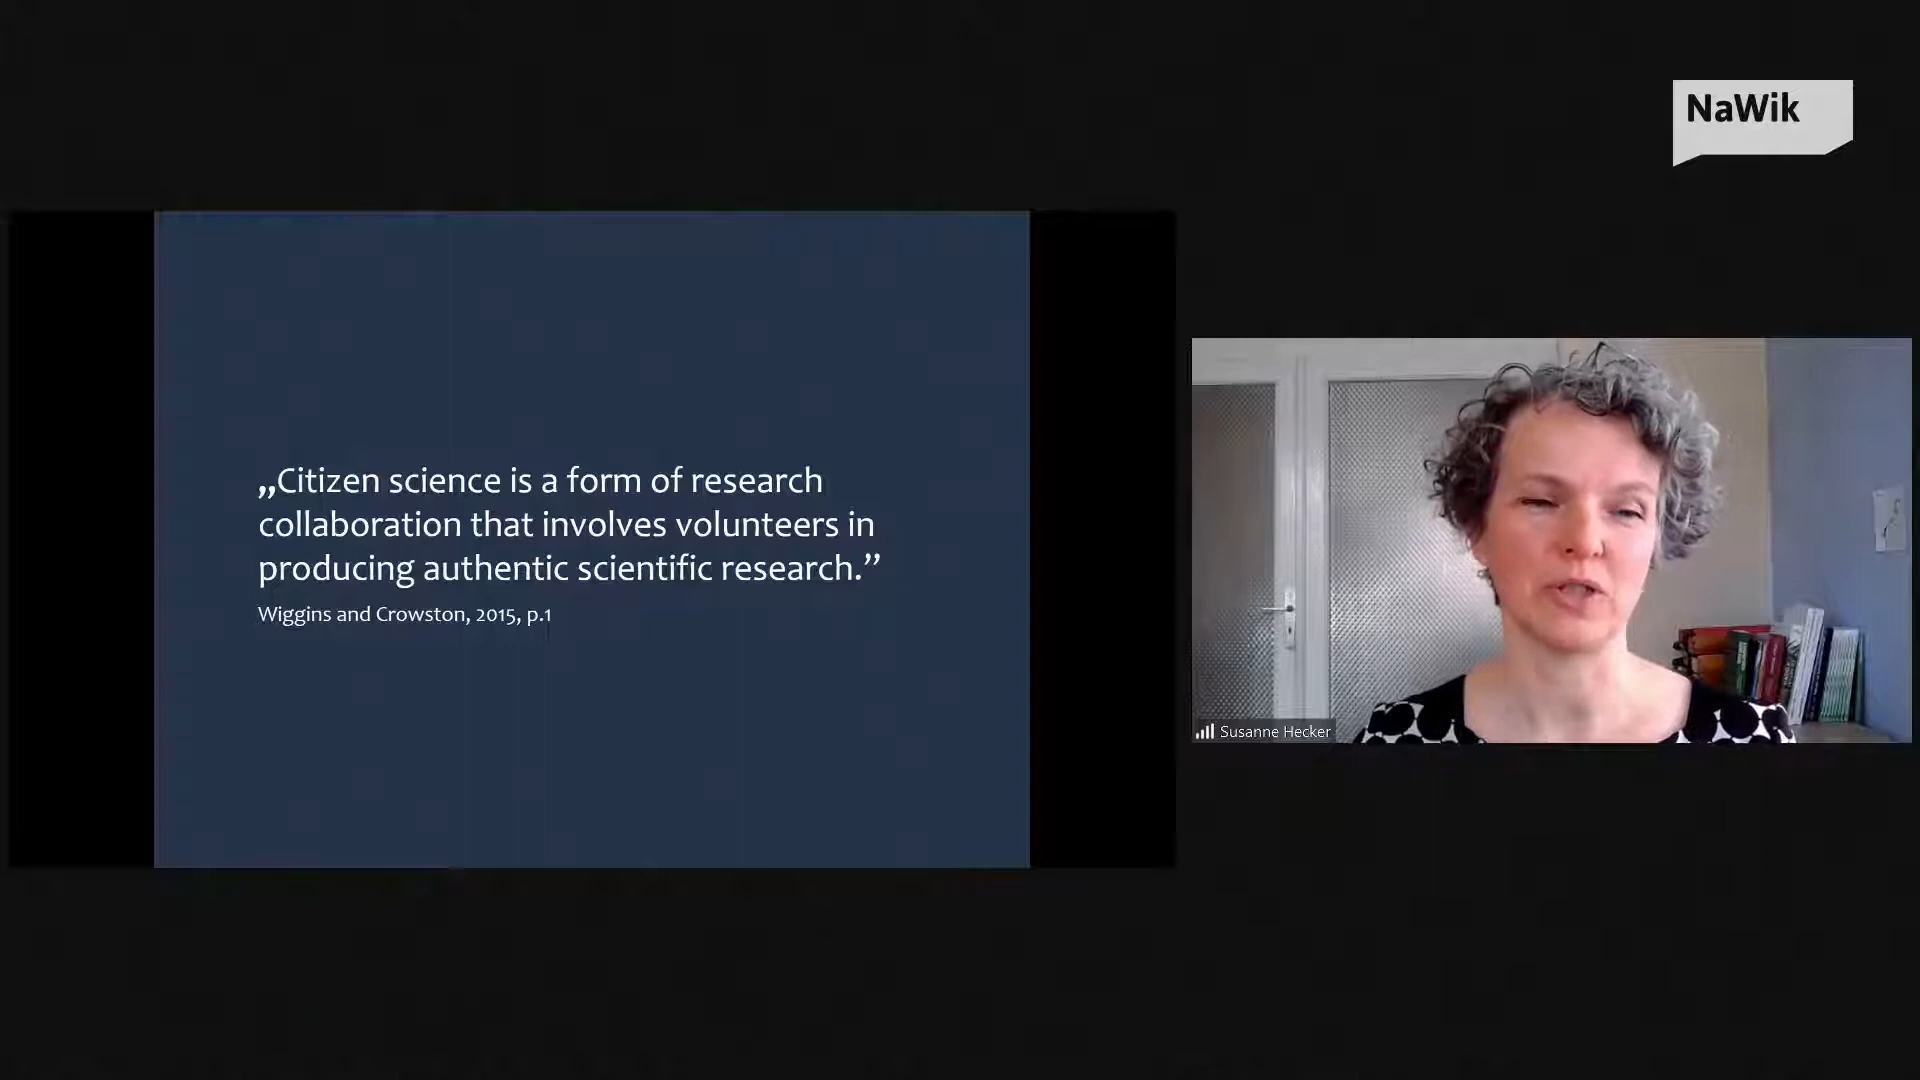 NaWik
„Citizen science is a form of research
collaboration that involves volunteers in
producing authentic scientific research.”
Wiggins and Crowston, 2015, p.1
Susanne Hecker